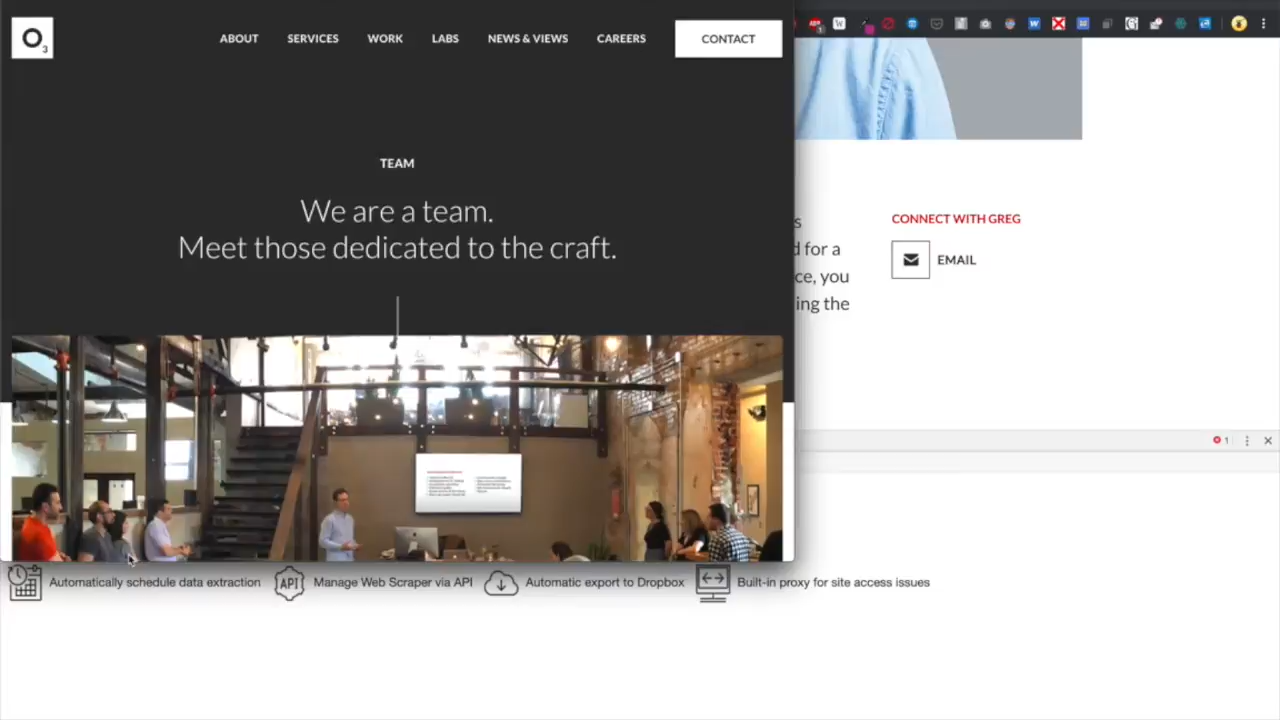 O3
ABOUT SERVICES WORK LABS NEWS & VIEWS CAREERS CONTACT
TEAM
We are a team.
Meet those dedicated to the craft.
s
d for a
ce, you
ing the
CONNECT WITH GREG
EMAIL
1
Automatically schedule data extraction
API
Manage Web Scraper via API
Automatic export to Dropbox
Built-in proxy for site access issues